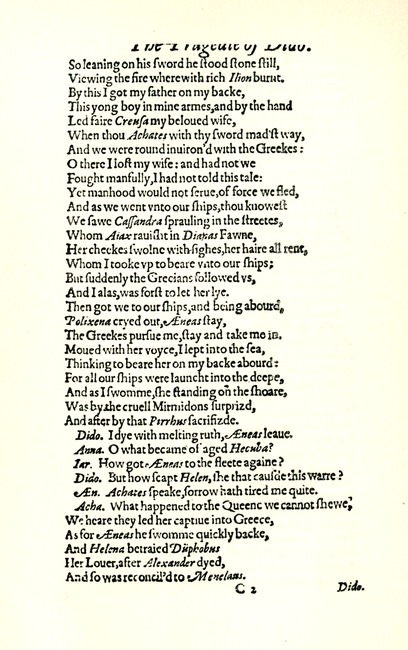 The Tragedie of Dido.
So leaning on his ſword he ſtood ſtone ſtill,
Viewing the fire wherewith rich Ilion burnt.
By this I got my father on my backe,
This yong boy in mine armes, and by the hand
Led faire Creuſa my beloued wife,
When thou Achates with thy ſword mad'ſt way,
And we were round inuiron'd with the Greekes:
O there I loſt my wife: and had not we
Fought manfully, I had not told this tale:
Yet manhood would not ſerue, of force we fled,
And as we went vnto our ſhips, thou knoweſt
We ſawe Caſſandra ſprauling in the ſtreetes,
Whom Aiax rauiſht in Dianas Fawne,
Her cheekes ſwolne with ſighes, her haire all rent,
Whom I tooke vp to beare vnto our ſhips;
But ſuddenly the Grecians followed vs,
And I alas, was forſt to let her lye.
Then got we to our ſhips, and being abourd,
Polixena cryed out, Æneas ſtay,
The Greekes purſue me, ſtay and take me in.
Moued with her voyce, I lept into the ſea,
Thinking to beare her on my backe abourd:
For all our ſhips were launcht into the deepe,
And as I ſwomme, ſhe ſtanding on the ſhoare,
Was by the cruell Mirmidons ſurprizd,
And after by that Pirrhus ſacrifizde.
Dido. I dye with melting ruth, Æneas leaue.
Anna. O what became of aged Hecuba?
Iar. How got Æneas to the fleete againe?
Dido. But how ſcapt Helen, ſhe that cauſde this warre?
Æn. Achates ſpeake, ſorrow hath tired me quite.
Acha. What happened to the Queene we cannot ſhewe,
We heare they led her captiue into Greece,
As for Æneas he ſwomme quickly backe,
And Helena betraied Diiphobus
Her Louer, after Alexander dyed,
And ſo was reconcil'd to Menelaus.
C 2 Dido.